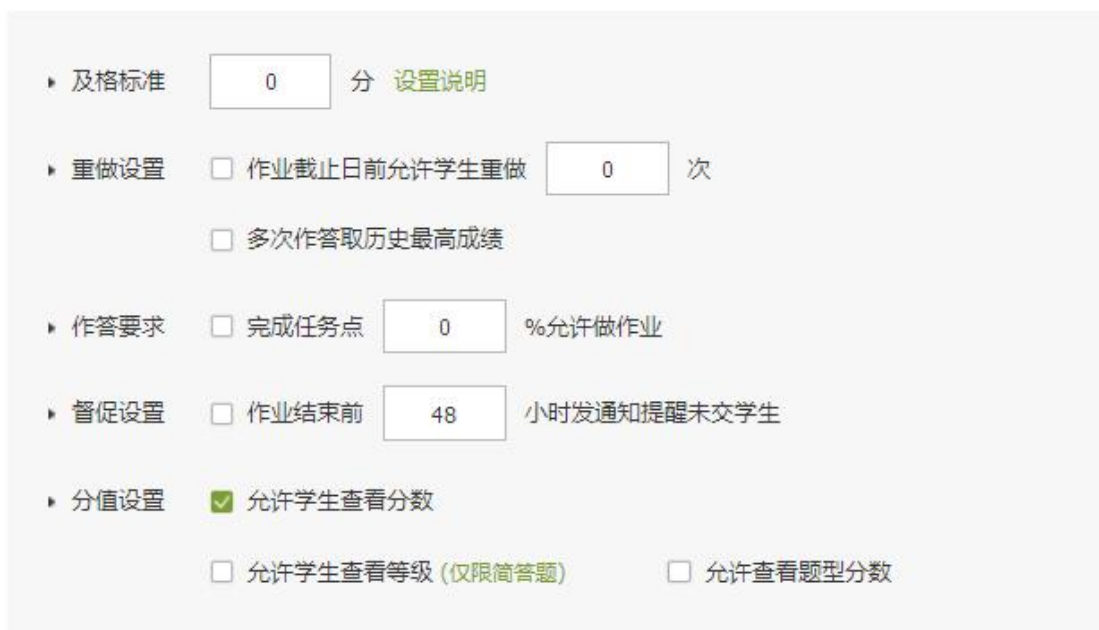 及格标准 0 分 设置说明
重做设置 作业截止日前允许学生重做 0 次
多次作答取历史最高成绩
作答要求 完成任务点 0 %允许做作业
督促设置 作业结束前 48 小时发通知提醒未交学生
分值设置 允许学生查看分数
允许学生查看等级 (仅限简答题) 允许查看题型分数